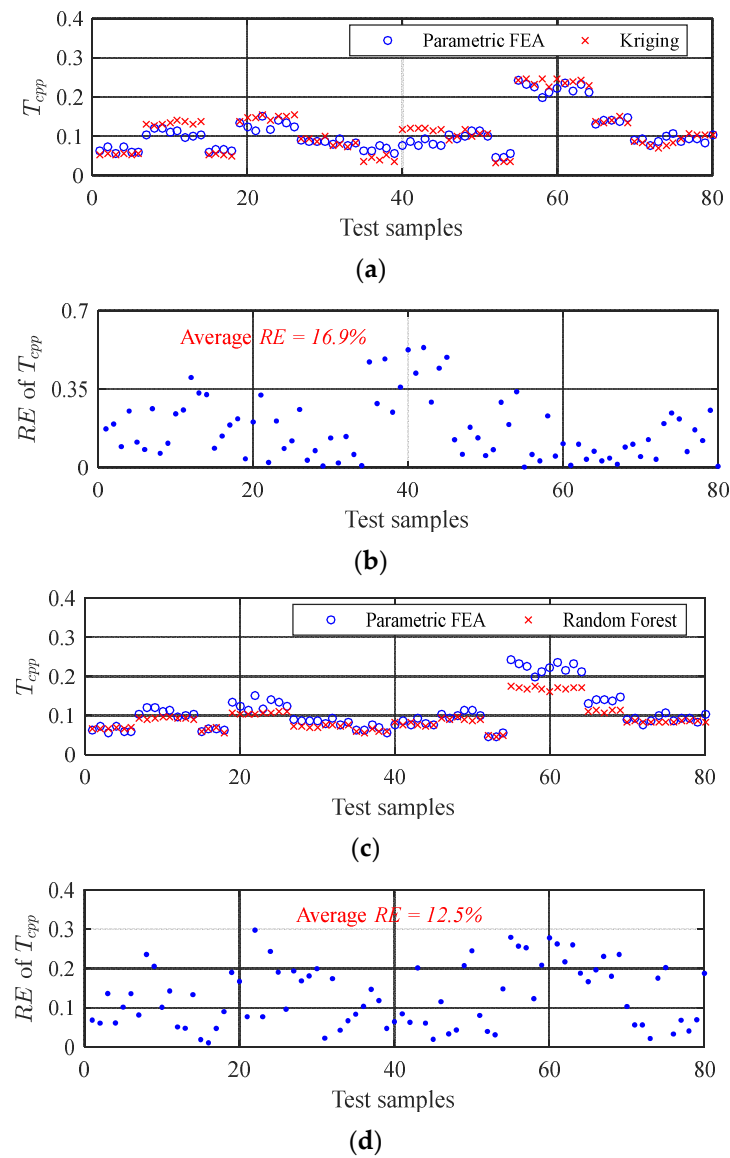 0.4
0.3
0.2
0.1
0
T_cpp
Parametric FEA
Kriging
0 20 40 60 80
Test samples
(a)
0.7
0.35
0
RE of T_cpp
Average RE = 16.9%
0 20 40 60 80
Test samples
(b)
0.4
0.3
0.2
0.1
0
T_cpp
Parametric FEA
Random Forest
0 20 40 60 80
Test samples
(c)
0.4
0.3
0.2
0.1
0
RE of T_cpp
Average RE = 12.5%
0 20 40 60 80
Test samples
(d)